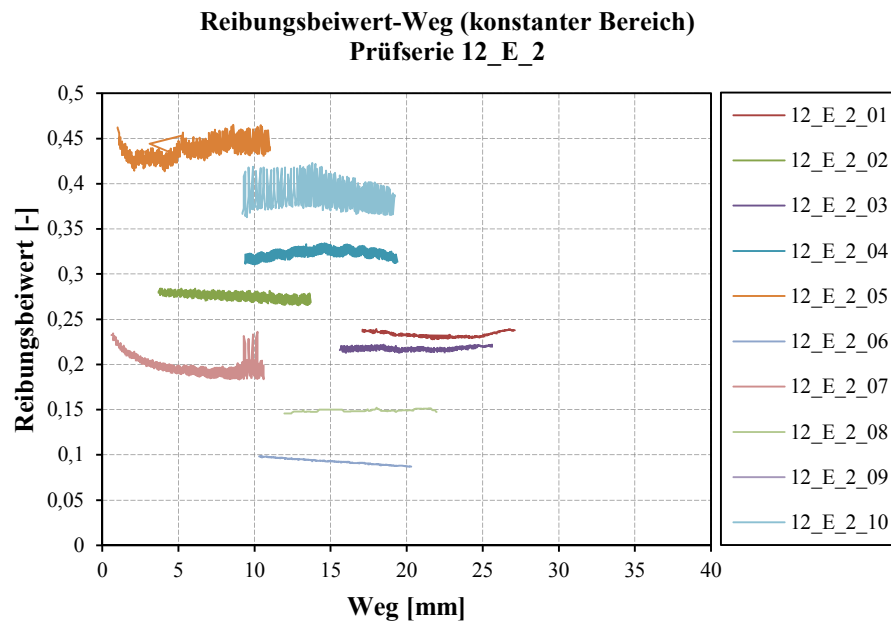 Reibungsbeiwert-Weg (konstanter Bereich)
Prüfserie 12_E_2
Reibungsbeiwert [-]
0,5
0,45
0,4
0,35
0,3
0,25
0,2
0,15
0,1
0,05
0
0 5 10 15 20 25 30 35 40
Weg [mm]
12_E_2_01
12_E_2_02
12_E_2_03
12_E_2_04
12_E_2_05
12_E_2_06
12_E_2_07
12_E_2_08
12_E_2_09
12_E_2_10